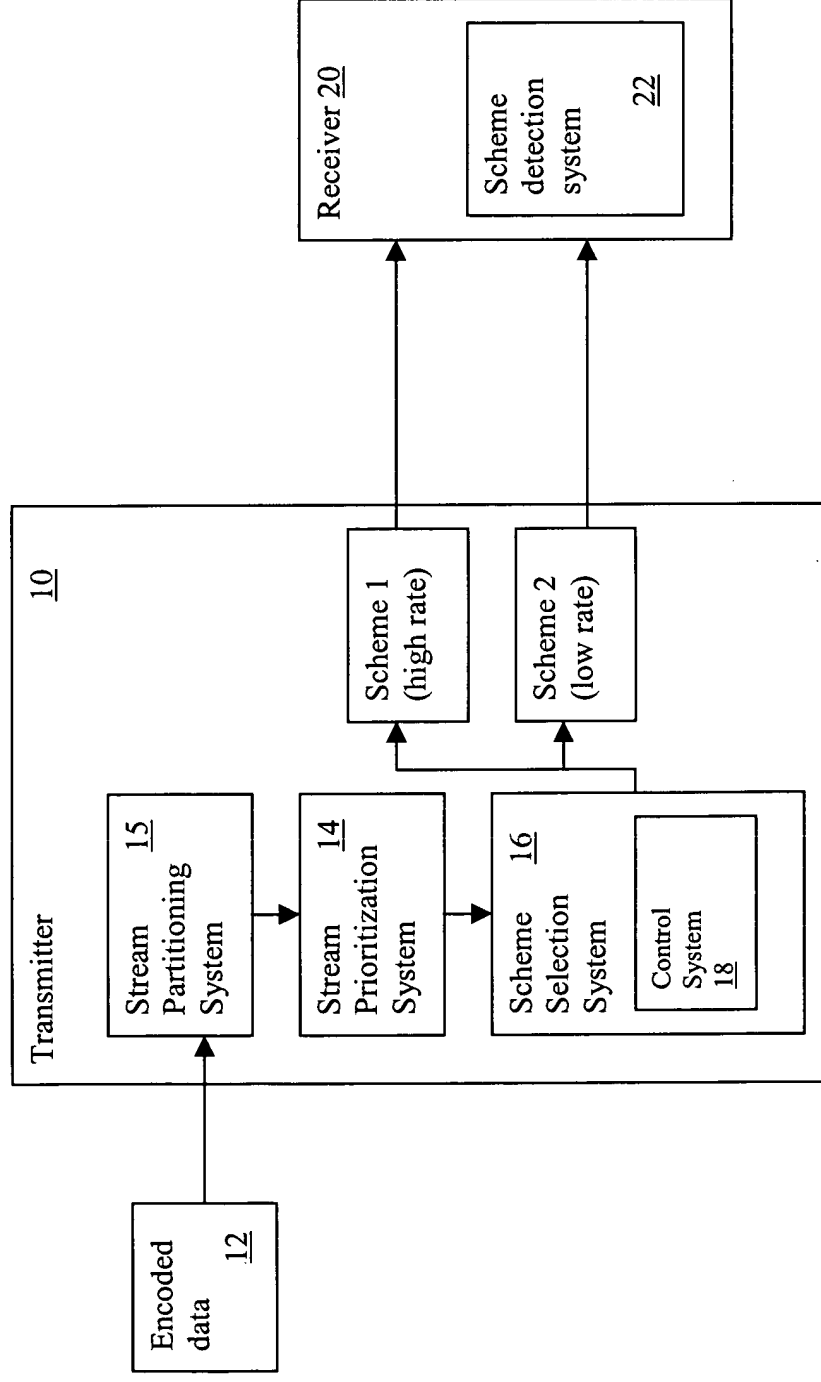 Encoded
data
12
Transmitter
10
Stream
Partitioning
System
15
Stream
Prioritization
System
14
Scheme
Selection
System
16
Control
System
18
Scheme 1
(high rate)
Scheme 2
(low rate)
Receiver 20
Scheme
detection
system
22